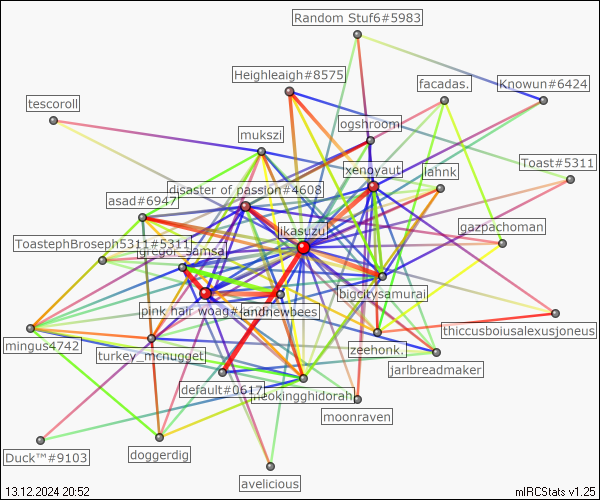 Random Stuf6#5983
Heighleaigh#8575
facadas.
Knowun#6424
tescoroll
ogshroom
mukszi
xenoyaut
lahnk
Toast#5311
disaster of passion#4608
asad#6947
gazpachoman
likasuzu
ToastephBroseph5311#5311
gregor_samsa
bigcitysamurai
pink hair woag#
andriewbees
thiccusboiusalexusjoneus
mingus4742
turkey_mcnugget
zeehonk.
jarlbreadmaker
default#0617
neokingghidorah
moonraven
Duck™#9103
doggerdig
avelicious
13.12.2024 20:52
mIRCStats v1.25